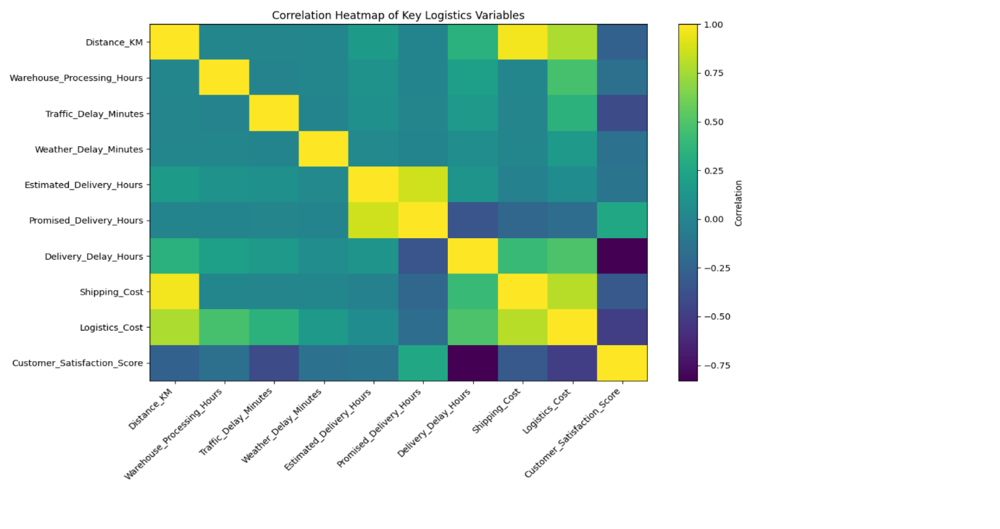 Correlation Heatmap of Key Logistics Variables
Distance_KM
Warehouse_Processing_Hours
Traffic_Delay_Minutes
Weather_Delay_Minutes
Estimated_Delivery_Hours
Promised_Delivery_Hours
Delivery_Delay_Hours
Shipping_Cost
Logistics_Cost
Customer_Satisfaction_Score
Distance_KM
Warehouse_Processing_Hours
Traffic_Delay_Minutes
Weather_Delay_Minutes
Estimated_Delivery_Hours
Promised_Delivery_Hours
Delivery_Delay_Hours
Shipping_Cost
Logistics_Cost
Customer_Satisfaction_Score
1.00
0.75
0.50
0.25
0.00
−0.25
−0.50
−0.75
Correlation